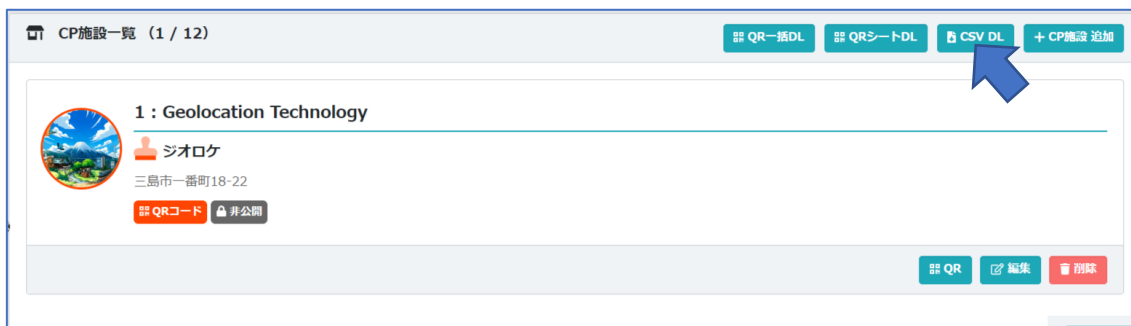 CP施設一覧 （1 / 12）
QR一括DL QRシートDL CSV DL + CP施設 追加
1 : Geolocation Technology
ジオロケ
三島市一番町18-22
QRコード 非公開
QR 編集 削除